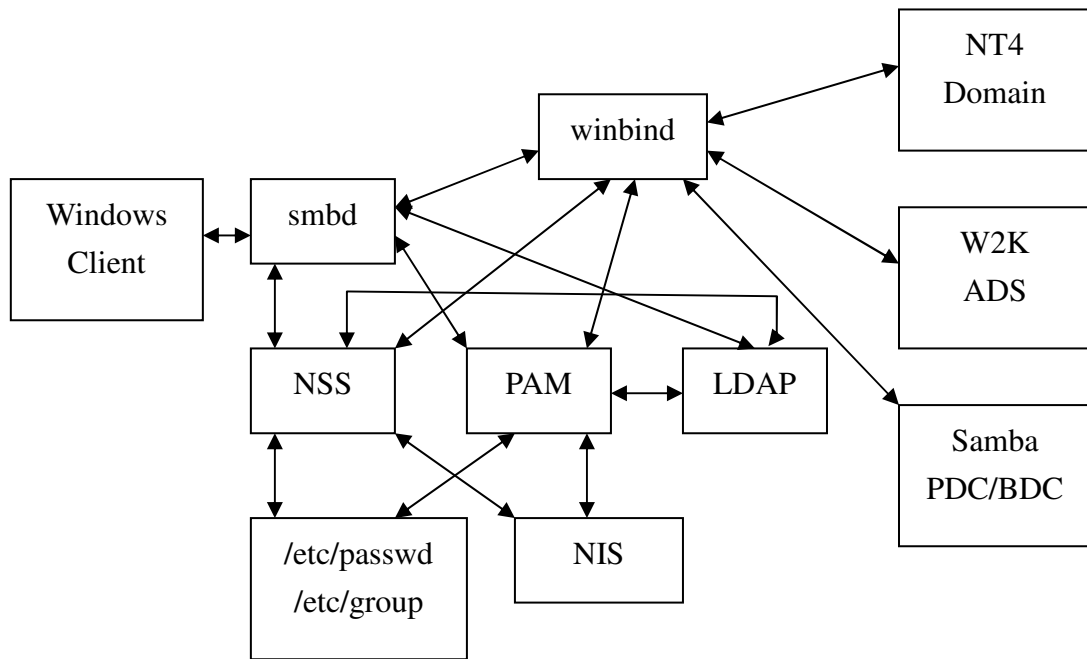 NT4
Domain
winbind
Windows
Client
smbd
W2K
ADS
NSS
PAM
LDAP
Samba
PDC/BDC
/etc/passwd
/etc/group
NIS